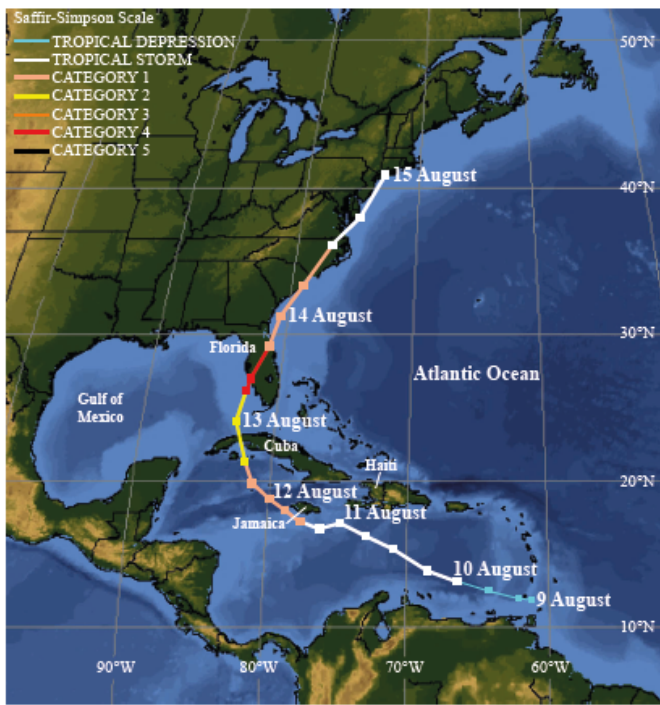 Saffir-Simpson Scale
TROPICAL DEPRESSION
TROPICAL STORM
CATEGORY 1
CATEGORY 2
CATEGORY 3
CATEGORY 4
CATEGORY 5
50°N
15 August
40°N
14 August
30°N
Florida
Atlantic Ocean
Gulf of
Mexico
13 August
Cuba
Haiti
20°N
12 August
Jamaica
11 August
10 August
9 August
10°N
90°W
80°W
70°W
60°W